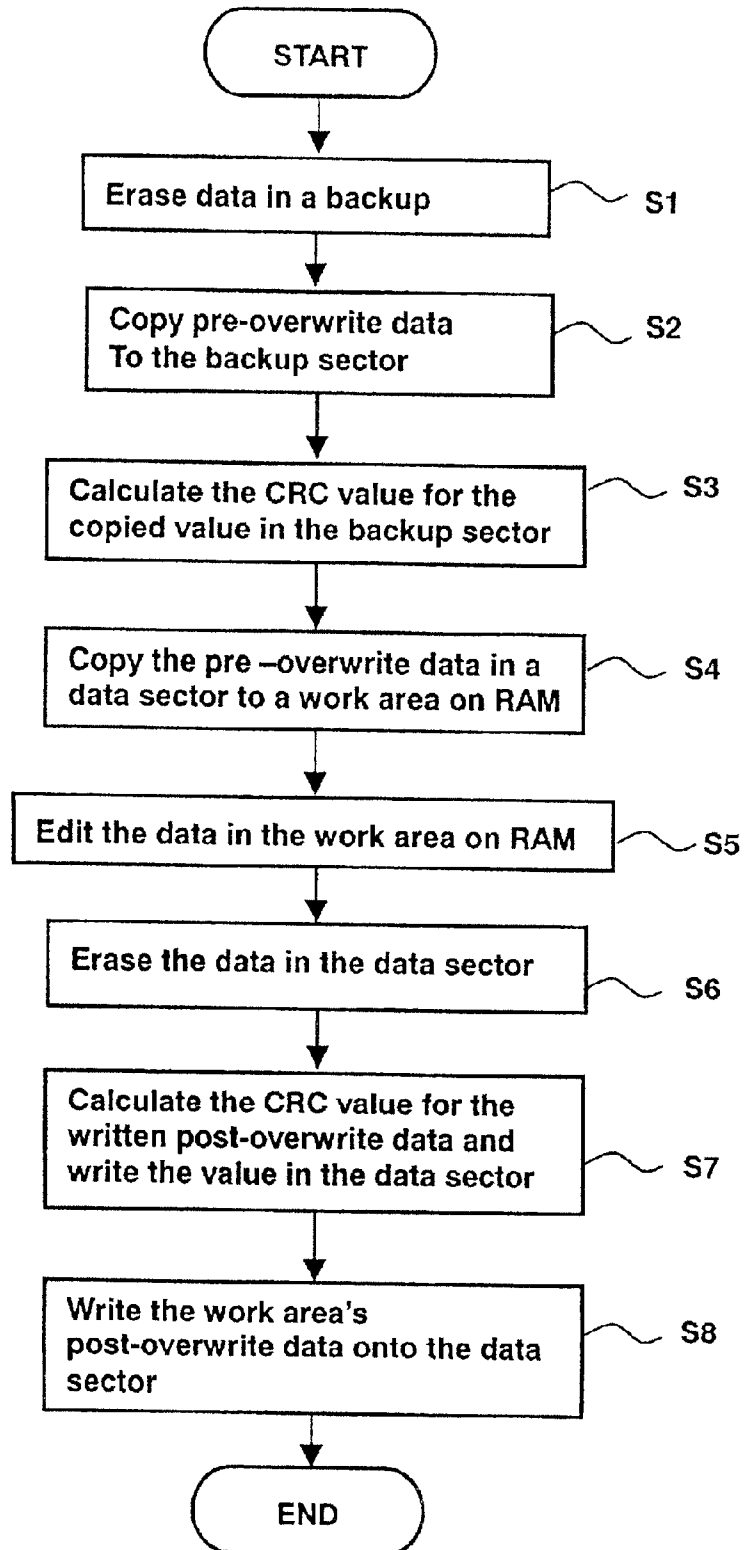 START
Erase data in a backup
S1
Copy pre-overwrite data
To the backup sector
S2
Calculate the CRC value for the
copied value in the backup sector
S3
Copy the pre –overwrite data in a
data sector to a work area on RAM
S4
Edit the data in the work area on RAM
S5
Erase the data in the data sector
S6
Calculate the CRC value for the
written post-overwrite data and
write the value in the data sector
S7
Write the work area's
post-overwrite data onto the data
sector
S8
END